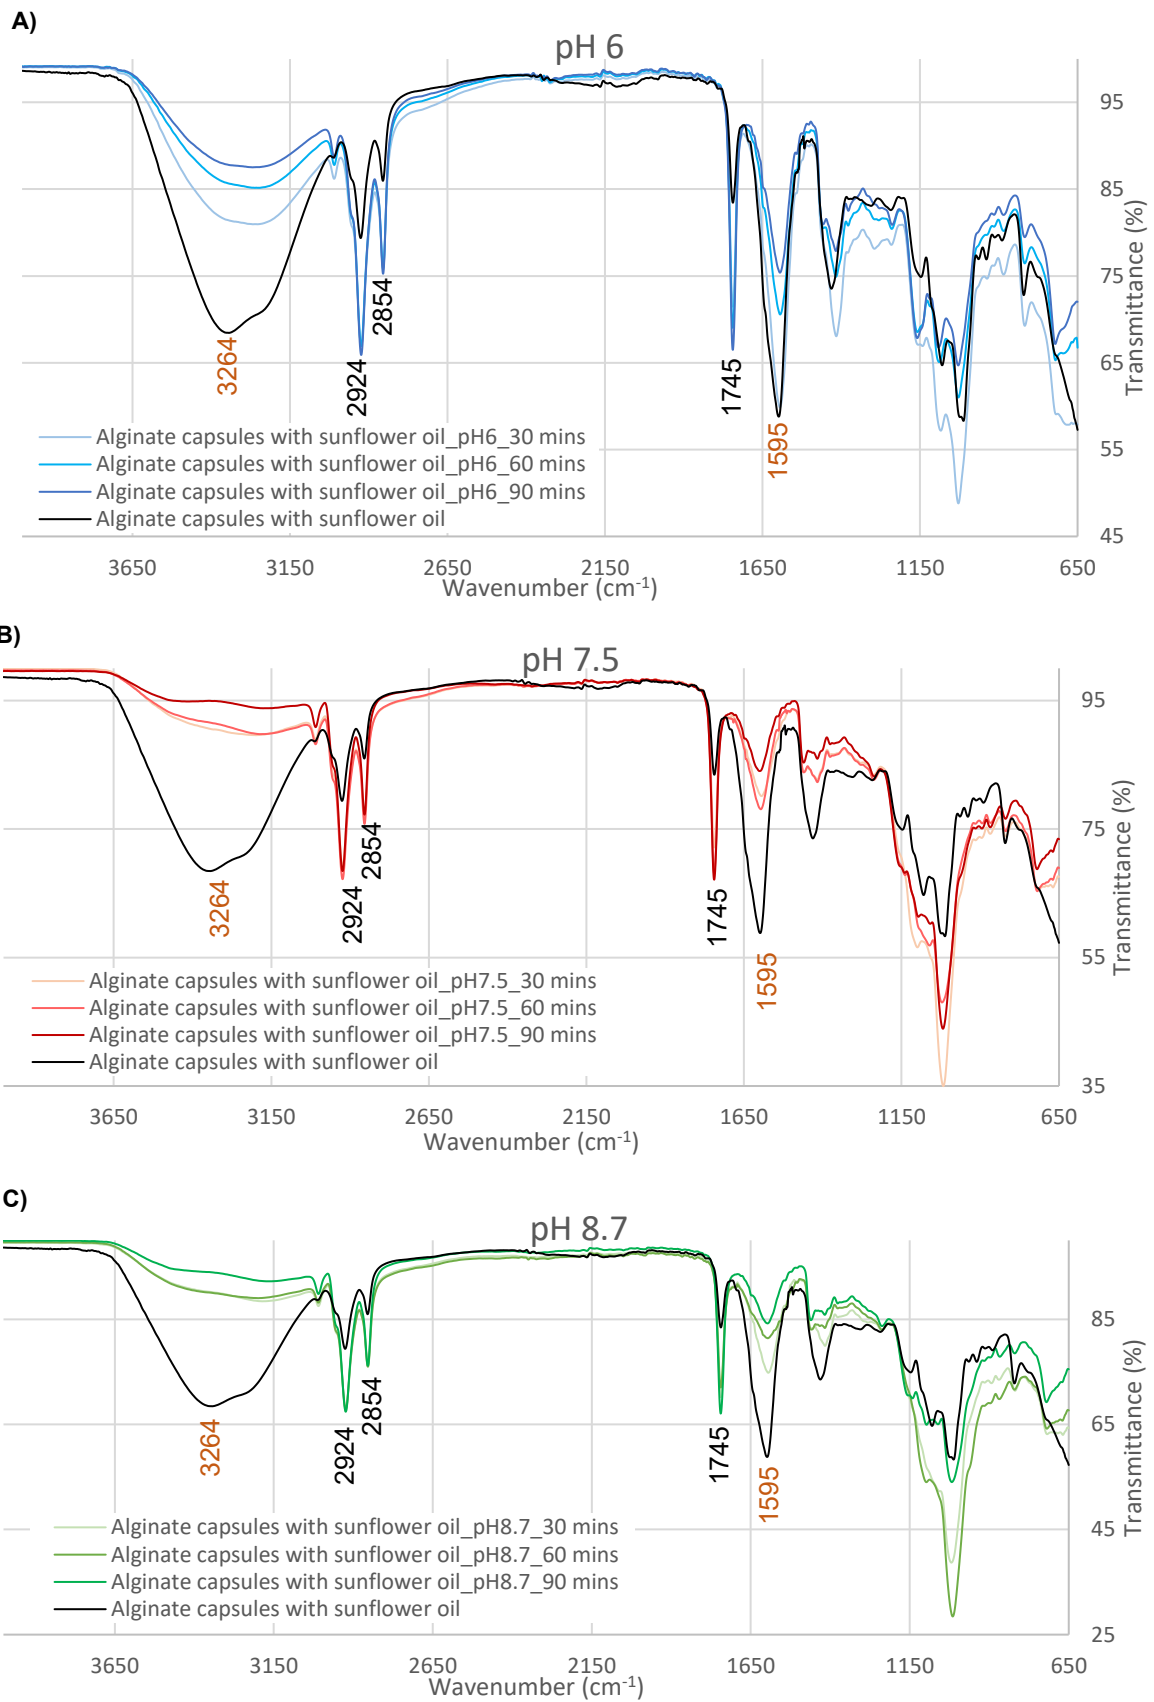 A)
pH 6
95
85
75
65
55
45
Transmittance (%)
3264
2924
2854
1745
1595
Alginate capsules with sunflower oil_pH6_30 mins
Alginate capsules with sunflower oil_pH6_60 mins
Alginate capsules with sunflower oil_pH6_90 mins
Alginate capsules with sunflower oil
3650 3150 2650 2150 1650 1150 650
Wavenumber (cm⁻¹)
B)
pH 7.5
95
75
55
35
Transmittance (%)
3264
2924
2854
1745
1595
Alginate capsules with sunflower oil_pH7.5_30 mins
Alginate capsules with sunflower oil_pH7.5_60 mins
Alginate capsules with sunflower oil_pH7.5_90 mins
Alginate capsules with sunflower oil
3650 3150 2650 2150 1650 1150 650
Wavenumber (cm⁻¹)
C)
pH 8.7
85
65
45
25
Transmittance (%)
3264
2924
2854
1745
1595
Alginate capsules with sunflower oil_pH8.7_30 mins
Alginate capsules with sunflower oil_pH8.7_60 mins
Alginate capsules with sunflower oil_pH8.7_90 mins
Alginate capsules with sunflower oil
3650 3150 2650 2150 1650 1150 650
Wavenumber (cm⁻¹)